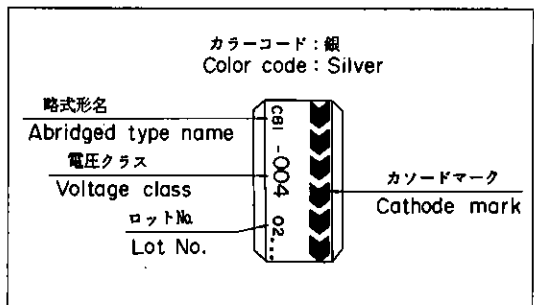 カラーコード : 銀
Color code : Silver
略式形名
Abridged type name
電圧クラス
Voltage class
ロットNo.
Lot No.
C81 -004 02...
カソードマーク
Cathode mark